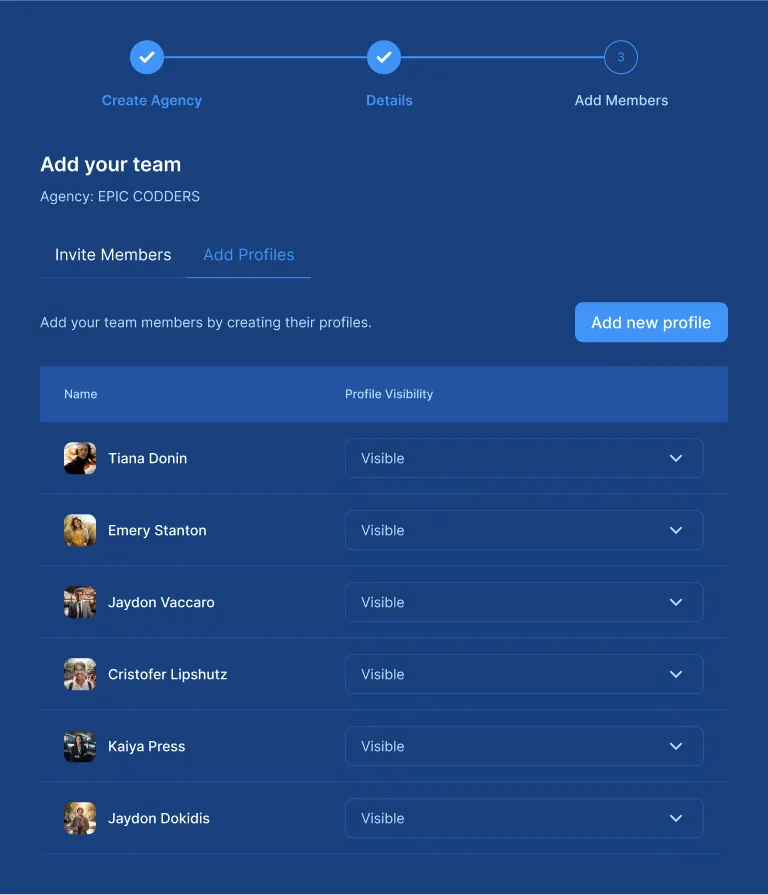 3
Create Agency
Details
Add Members
Add your team
Agency: EPIC CODDERS
Invite Members
Add Profiles
Add your team members by creating their profiles.
Add new profile
Name
Profile Visibility
Tiana Donin
Visible
Emery Stanton
Visible
Jaydon Vaccaro
Visible
Cristofer Lipshutz
Visible
Kaiya Press
Visible
Jaydon Dokidis
Visible